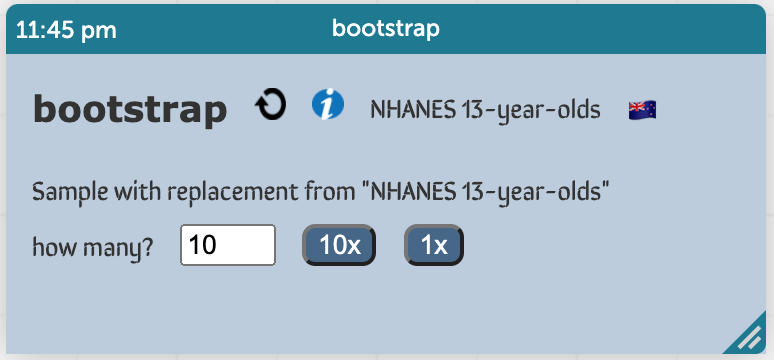 11:45 pm bootstrap
bootstrap i NHANES 13-year-olds
Sample with replacement from "NHANES 13-year-olds"
how many? 10 10x 1x